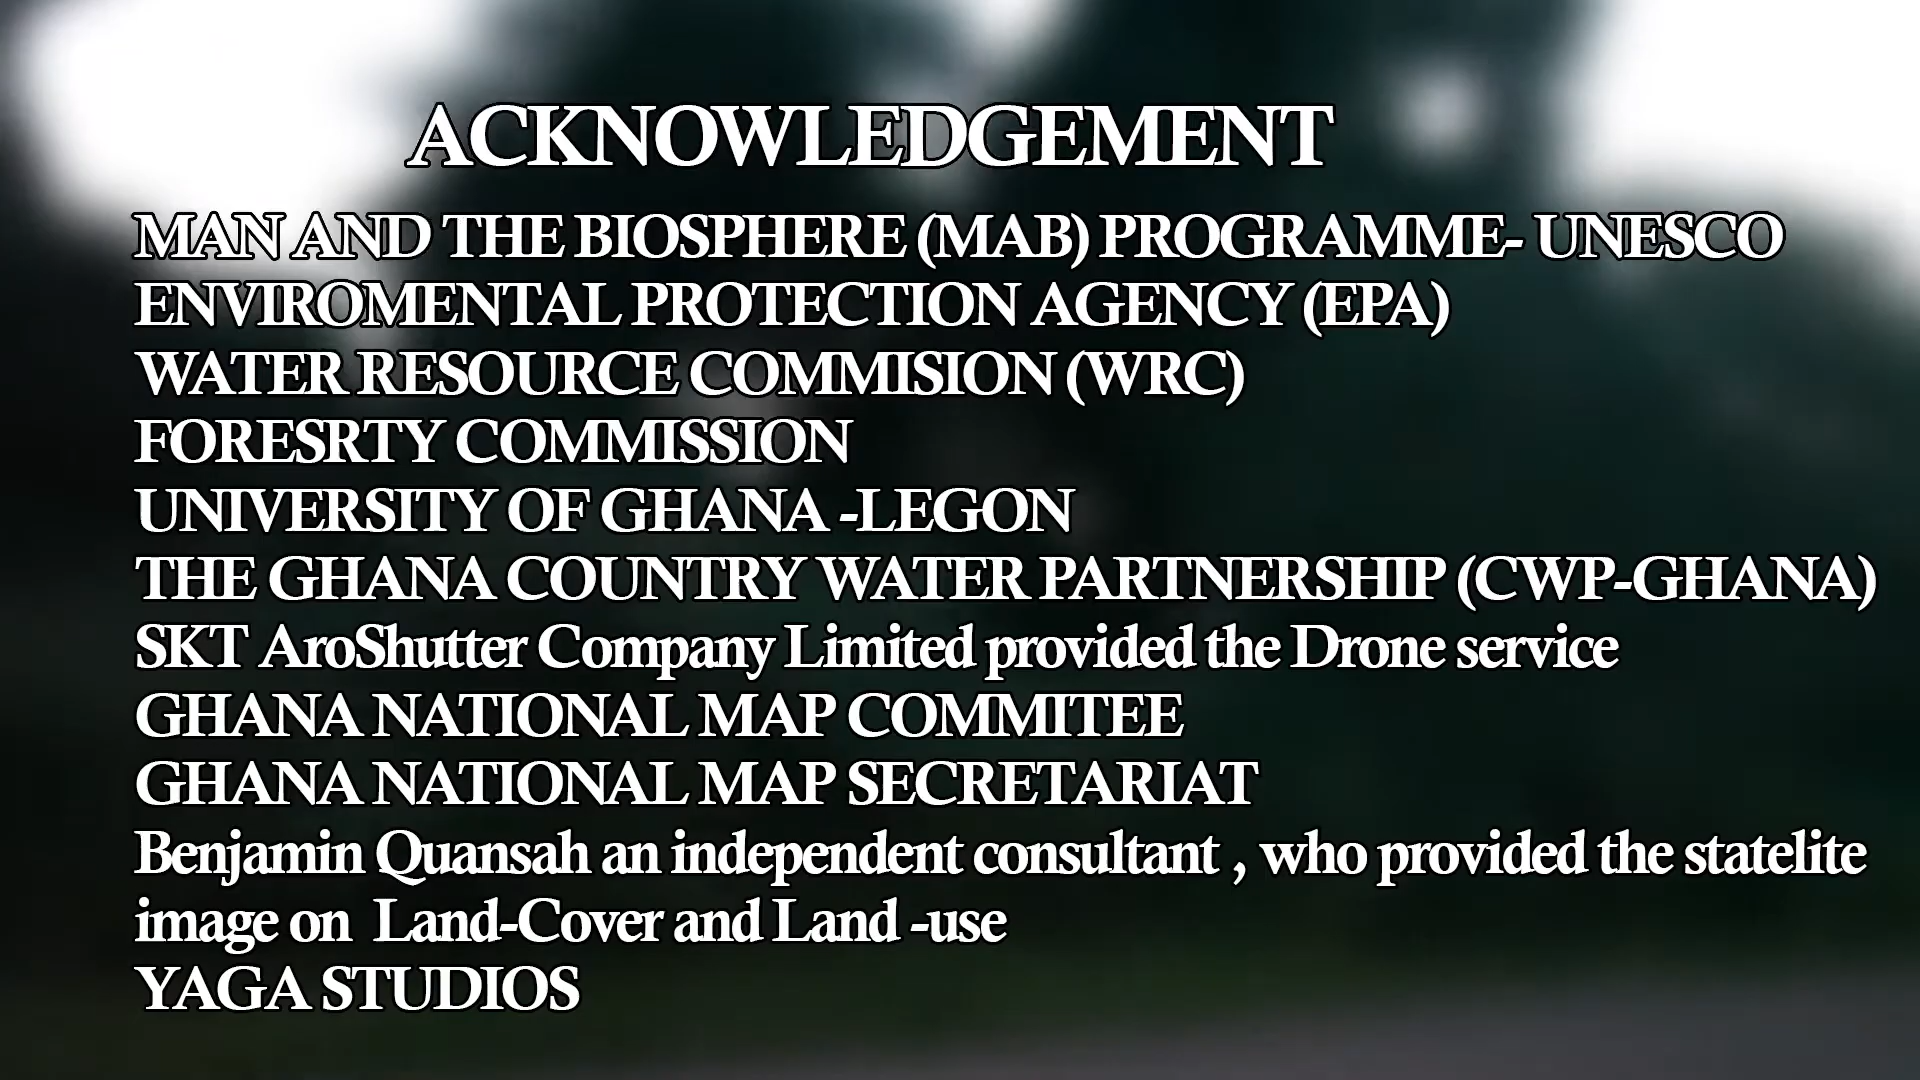 ACKNOWLEDGEMENT
MAN AND THE BIOSPHERE (MAB) PROGRAMME- UNESCO
ENVIROMENTAL PROTECTION AGENCY (EPA)
WATER RESOURCE COMMISION (WRC)
FORESRTY COMMISSION
UNIVERSITY OF GHANA -LEGON
THE GHANA COUNTRY WATER PARTNERSHIP (CWP-GHANA)
SKT AroShutter Company Limited provided the Drone service
GHANA NATIONAL MAP COMMITEE
GHANA NATIONAL MAP SECRETARIAT
Benjamin Quansah an independent consultant , who provided the statelite
image on  Land-Cover and Land -use
YAGA STUDIOS